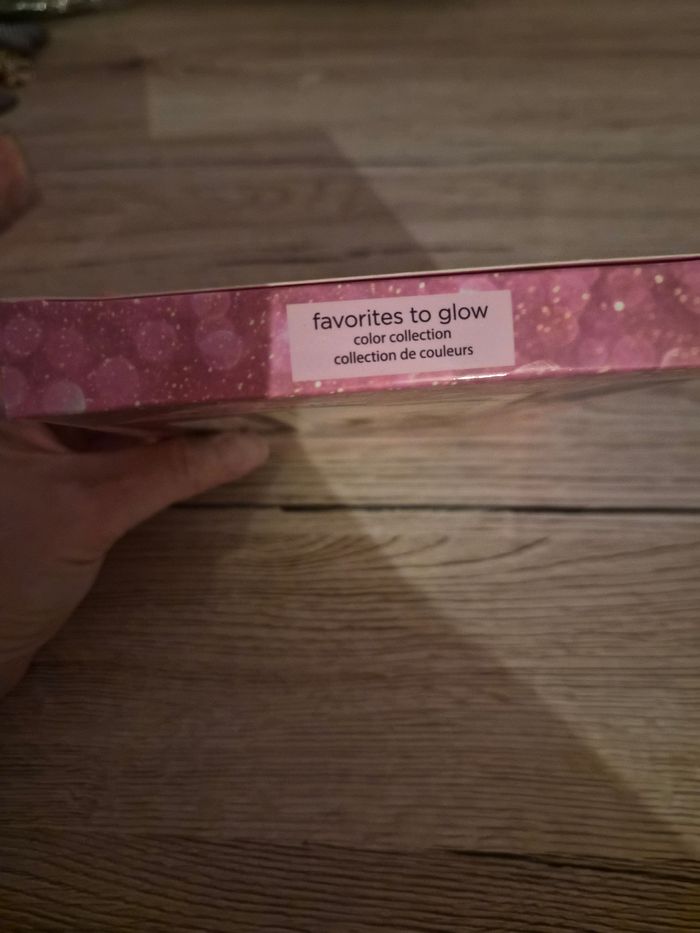 favorites to glow
color collection
collection de couleurs